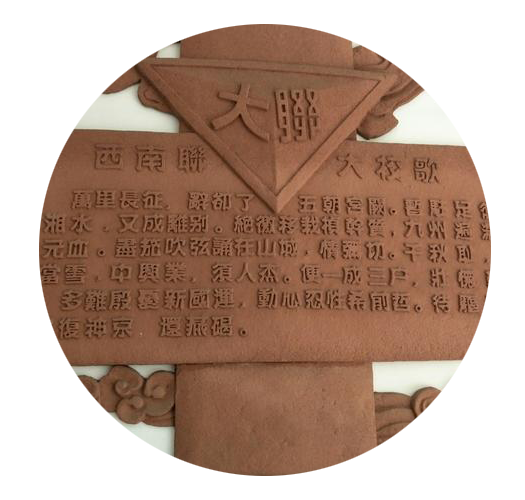 聯大
西南聯 大校歌
萬里長征，辭卻了 五朝宮闕。暫駐足
湘水，又成離別。絕徼移栽楨幹質，九州遍
元血。盡笳吹弦誦在山城，情彌切。千秋恥，
當雪，中興業，須人杰。便一成三户，壯懷
多難殷憂新國運，動心忍性希前哲。待驅
復神京 還燕碣。